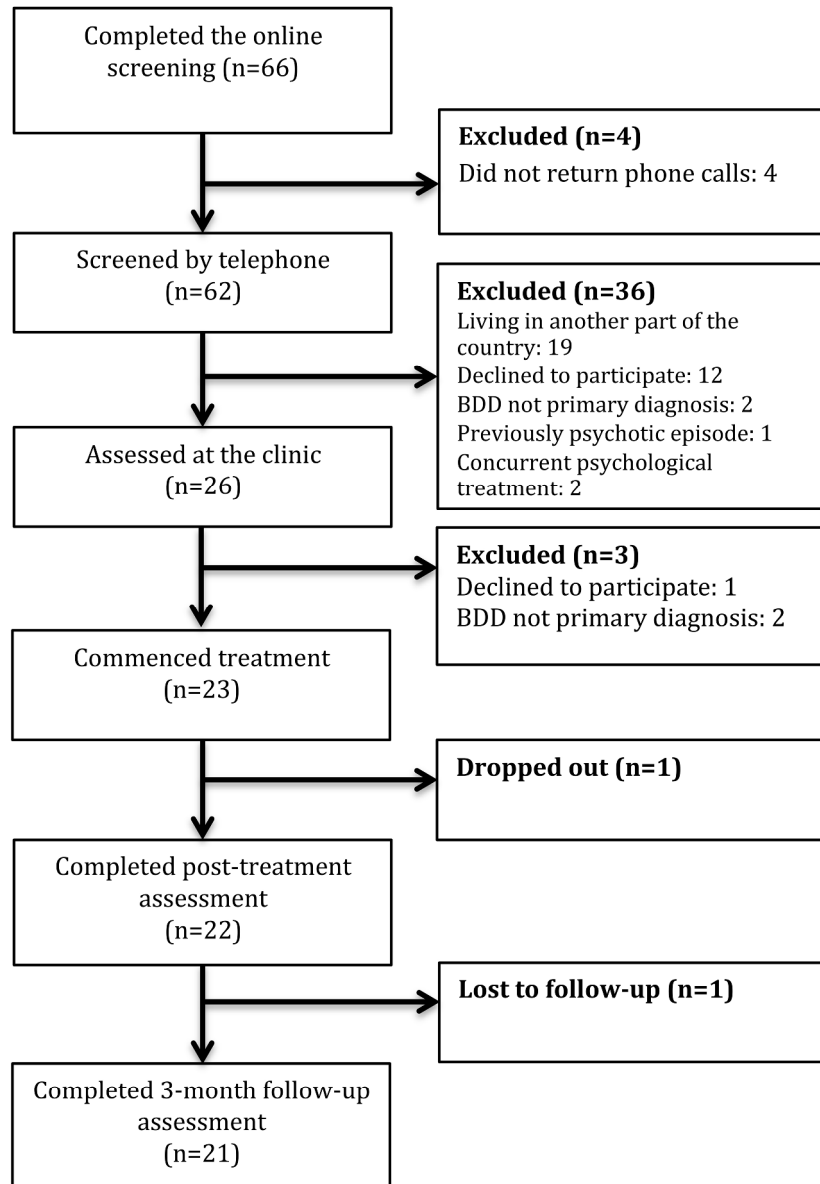 Completed the online
screening (n=66)
Excluded (n=4)
Did not return phone calls: 4
Screened by telephone
(n=62)
Excluded (n=36)
Living in another part of the
country: 19
Declined to participate: 12
BDD not primary diagnosis: 2
Previously psychotic episode: 1
Concurrent psychological
treatment: 2
Assessed at the clinic
(n=26)
Excluded (n=3)
Declined to participate: 1
BDD not primary diagnosis: 2
Commenced treatment
(n=23)
Dropped out (n=1)
Completed post-treatment
assessment
(n=22)
Lost to follow-up (n=1)
Completed 3-month follow-up
assessment
(n=21)